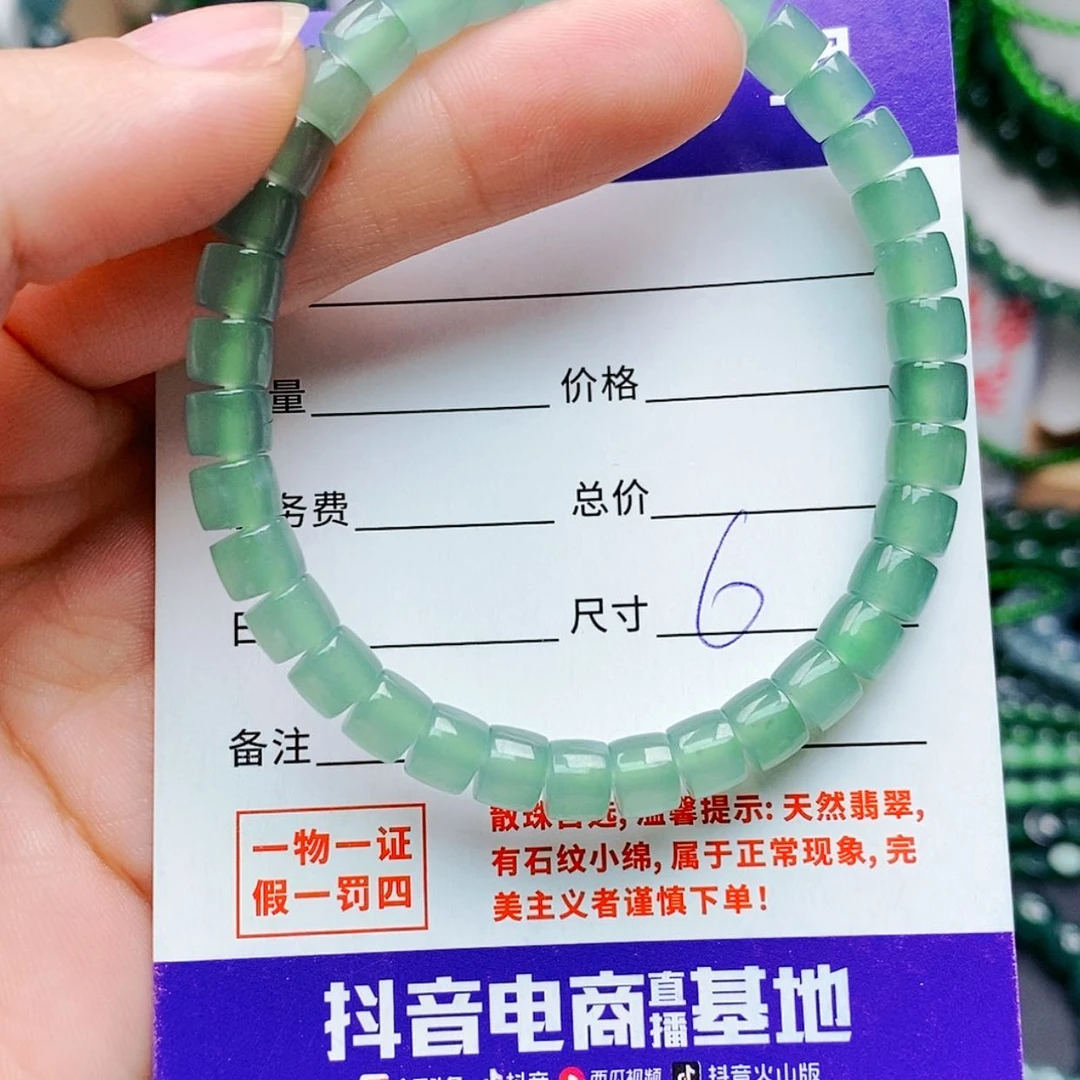 量 价格
务费 总价
尺寸 6
备注
一物一证
假一罚四
散珠自选, 温馨提示: 天然翡翠,
有石纹小绵, 属于正常现象, 完
美主义者谨慎下单!
抖音电商直播基地
抖音 西瓜视频 抖音火山版